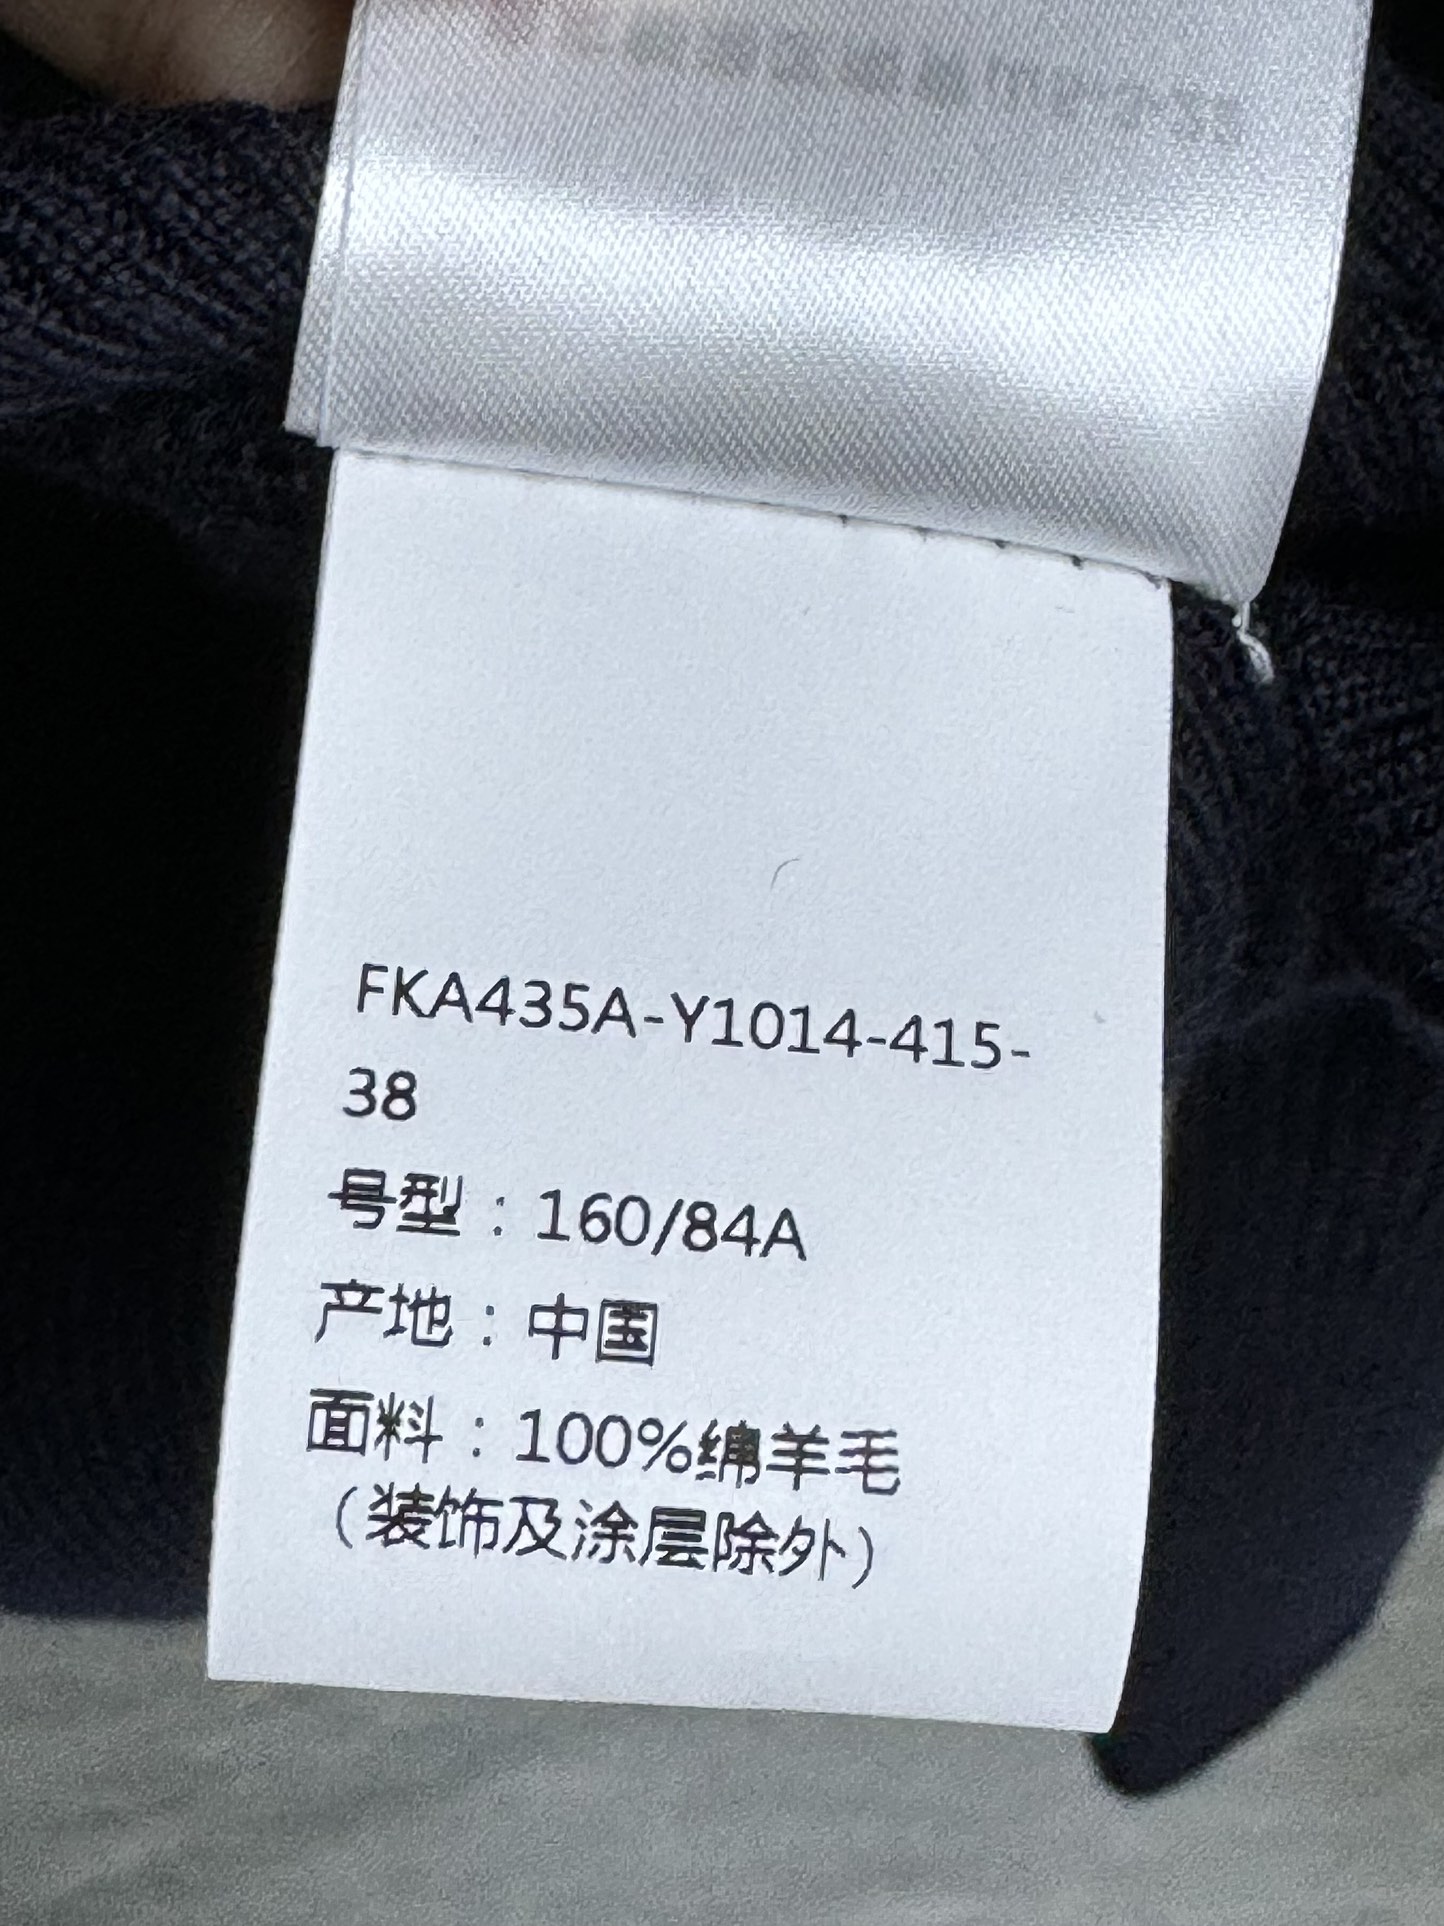 FKA435A-Y1014-415-
38
号型：160/84A
产地：中国
面料：100%绵羊毛
（装饰及涂层除外）